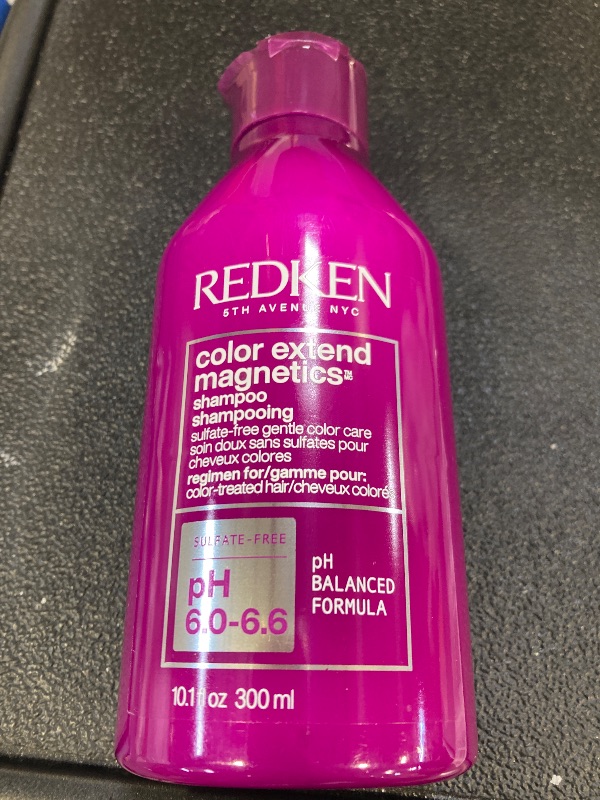 REDKEN
5TH AVENUE NYC
color extend
magnetics™
shampoo
shampooing
sulfate-free gentle color care
soin doux sans sulfates pour
cheveux colores
regimen for/gamme pour:
color-treated hair/cheveux colorés
SULFATE-FREE
pH
6.0-6.6
pH
BALANCED
FORMULA
10.1 fl oz 300 ml